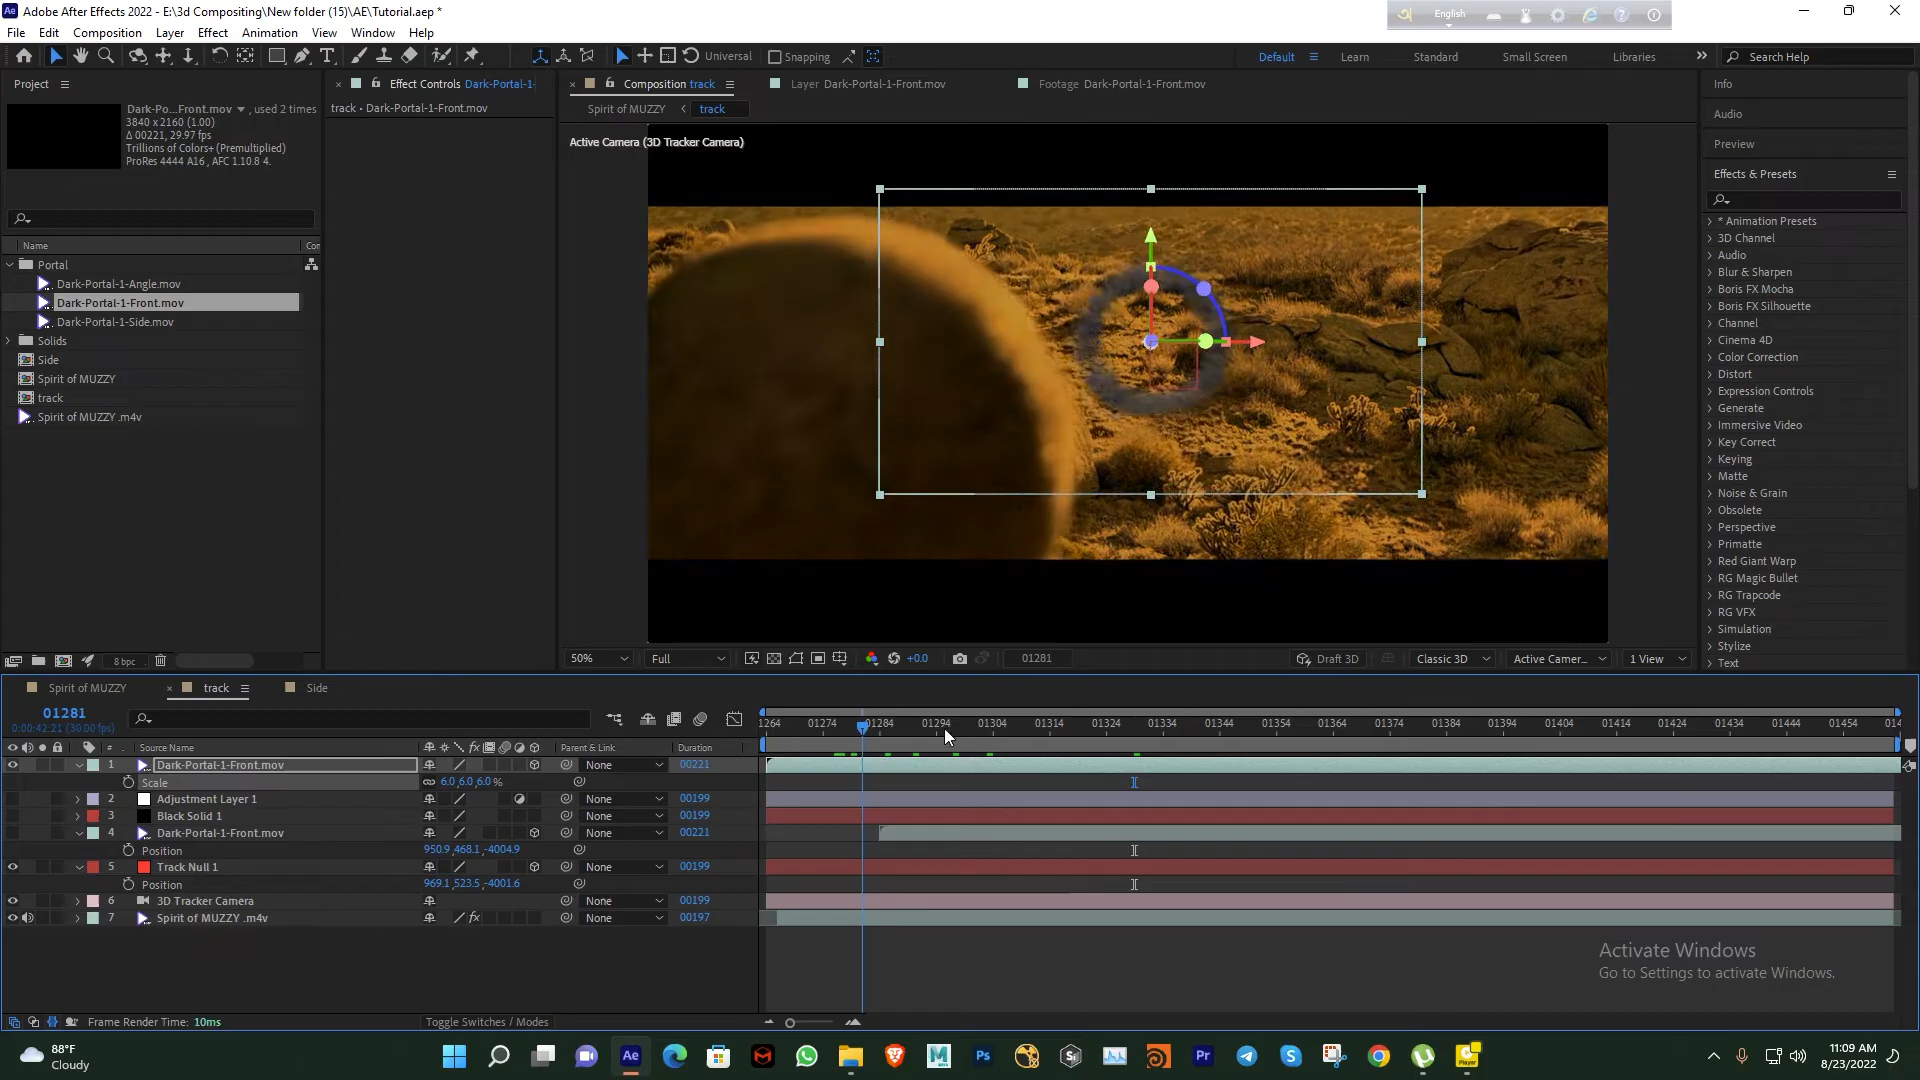 Adobe After Effects 2022 - E:\3d Compositing\New folder (15)\AE\Tutorial.aep *
English
File Edit Composition Layer Effect Animation View Window Help
Universal Snapping Default Learn Standard Small Screen Libraries Search Help
Project
Effect Controls Dark-Portal-1-
Composition track
Layer Dark-Portal-1-Front.mov
Footage Dark-Portal-1-Front.mov
Info
track • Dark-Portal-1-Front.mov
Spirit of MUZZY track
Dark-Po...Front.mov , used 2 times
3840 x 2160 (1.00)
Δ 00221, 29.97 fps
Trillions of Colors+ (Premultiplied)
ProRes 4444 A16 , AFC 1.10.8 4.
Active Camera (3D Tracker Camera)
Audio
Preview
Effects & Presets
* Animation Presets
3D Channel
Audio
Blur & Sharpen
Boris FX Mocha
Boris FX Silhouette
Channel
Cinema 4D
Color Correction
Distort
Expression Controls
Generate
Immersive Video
Key Correct
Keying
Matte
Noise & Grain
Obsolete
Perspective
Primatte
Red Giant Warp
RG Magic Bullet
RG Trapcode
RG VFX
Simulation
Stylize
Text
Name
Portal
Dark-Portal-1-Angle.mov
Dark-Portal-1-Front.mov
Dark-Portal-1-Side.mov
Solids
Side
Spirit of MUZZY
track
Spirit of MUZZY .m4v
8 bpc
50% Full +0.0 01281 Draft 3D Classic 3D Active Camer... 1 View
Spirit of MUZZY track Side
01281
0:00:42:21 (30.00 fps)
1264 01274 01284 01294 01304 01314 01324 01334 01344 01354 01364 01374 01384 01394 01404 01414 01424 01434 01444 01454 014
# Source Name fx Parent & Link Duration
1 Dark-Portal-1-Front.mov None 00221
Scale 6.0,6.0,6.0 %
2 Adjustment Layer 1 None 00199
3 Black Solid 1 None 00199
4 Dark-Portal-1-Front.mov None 00221
Position 950.9,468.1,-4004.9
5 Track Null 1 None 00199
Position 969.1,523.5,-4001.6
6 3D Tracker Camera None 00199
7 Spirit of MUZZY .m4v fx None 00197
Activate Windows
Go to Settings to activate Windows.
Frame Render Time: 10ms
Toggle Switches / Modes
88°F
Cloudy
Ae
Ps
Pr
11:09 AM
8/23/2022